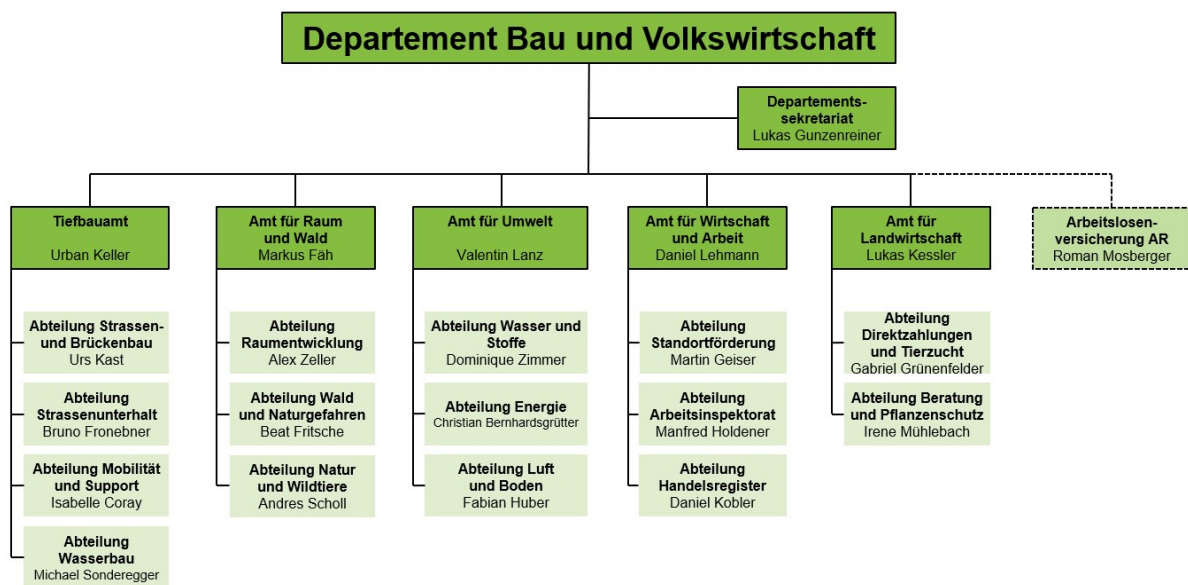 Departement Bau und Volkswirtschaft
Departements-
sekretariat
Lukas Gunzenreiner
Tiefbauamt
Urban Keller
Amt für Raum
und Wald
Markus Fäh
Amt für Umwelt
Valentin Lanz
Amt für Wirtschaft
und Arbeit
Daniel Lehmann
Amt für
Landwirtschaft
Lukas Kessler
Arbeitslosen-
versicherung AR
Roman Mosberger
Abteilung Strassen-
und Brückenbau
Urs Kast
Abteilung
Strassenunterhalt
Bruno Fronebner
Abteilung Mobilität
und Support
Isabelle Coray
Abteilung
Wasserbau
Michael Sonderegger
Abteilung
Raumentwicklung
Alex Zeller
Abteilung Wald
und Naturgefahren
Beat Fritsche
Abteilung Natur
und Wildtiere
Andres Scholl
Abteilung Wasser und
Stoffe
Dominique Zimmer
Abteilung Energie
Christian Bernhardsgrütter
Abteilung Luft
und Boden
Fabian Huber
Abteilung
Standortförderung
Martin Geiser
Abteilung
Arbeitsinspektorat
Manfred Holdener
Abteilung
Handelsregister
Daniel Kobler
Abteilung
Direktzahlungen
und Tierzucht
Gabriel Grünenfelder
Abteilung Beratung
und Pflanzenschutz
Irene Mühlebach